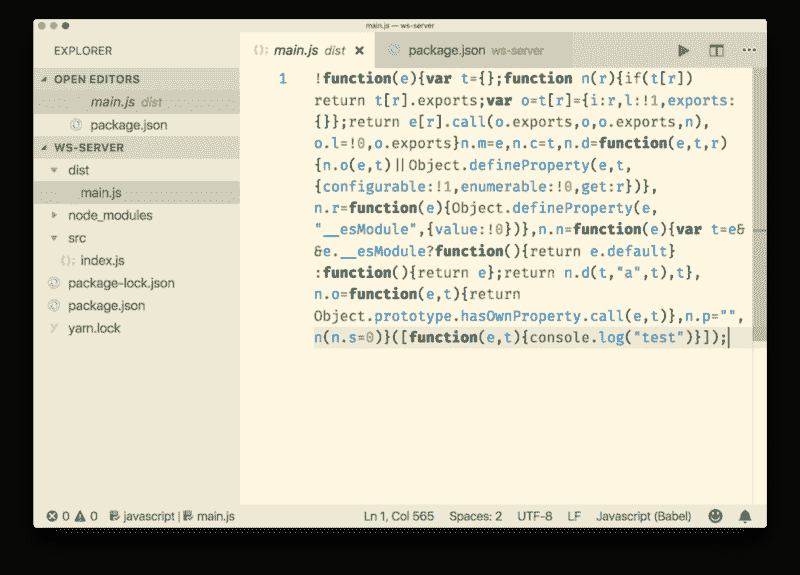 main.js — ws-server
EXPLORER
OPEN EDITORS
main.js dist
package.json
WS-SERVER
dist
main.js
node_modules
src
{}; index.js
package-lock.json
package.json
yarn.lock
{}; main.js dist ×
package.json ws-server
1 !function(e){var t={};function n(r){if(t[r])
return t[r].exports;var o=t[r]={i:r,l:!1,exports:
{}};return e[r].call(o.exports,o,o.exports,n),
o.l=!0,o.exports}n.m=e,n.c=t,n.d=function(e,t,r)
{n.o(e,t)||Object.defineProperty(e,t,
{configurable:!1,enumerable:!0,get:r})},
n.r=function(e){Object.defineProperty(e,
"__esModule",{value:!0})},n.n=function(e){var t=e&
&e.__esModule?function(){return e.default}
:function(){return e};return n.d(t,"a",t),t},
n.o=function(e,t){return
Object.prototype.hasOwnProperty.call(e,t)},n.p="",
n(n.s=0)}([function(e,t){console.log("test")}]);
0 0 javascript | main.js Ln 1, Col 565 Spaces: 2 UTF-8 LF Javascript (Babel)